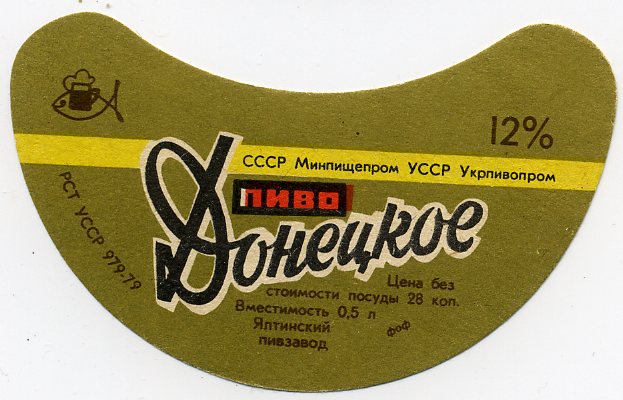 12%
СССР Минпищепром УССР Укрпивопром
РСТ УССР 979-79
пиво
Донецкое
Цена без
стоимости посуды 28 коп.
Вместимость 0,5 л
Ялтинский
пивзавод
фоф